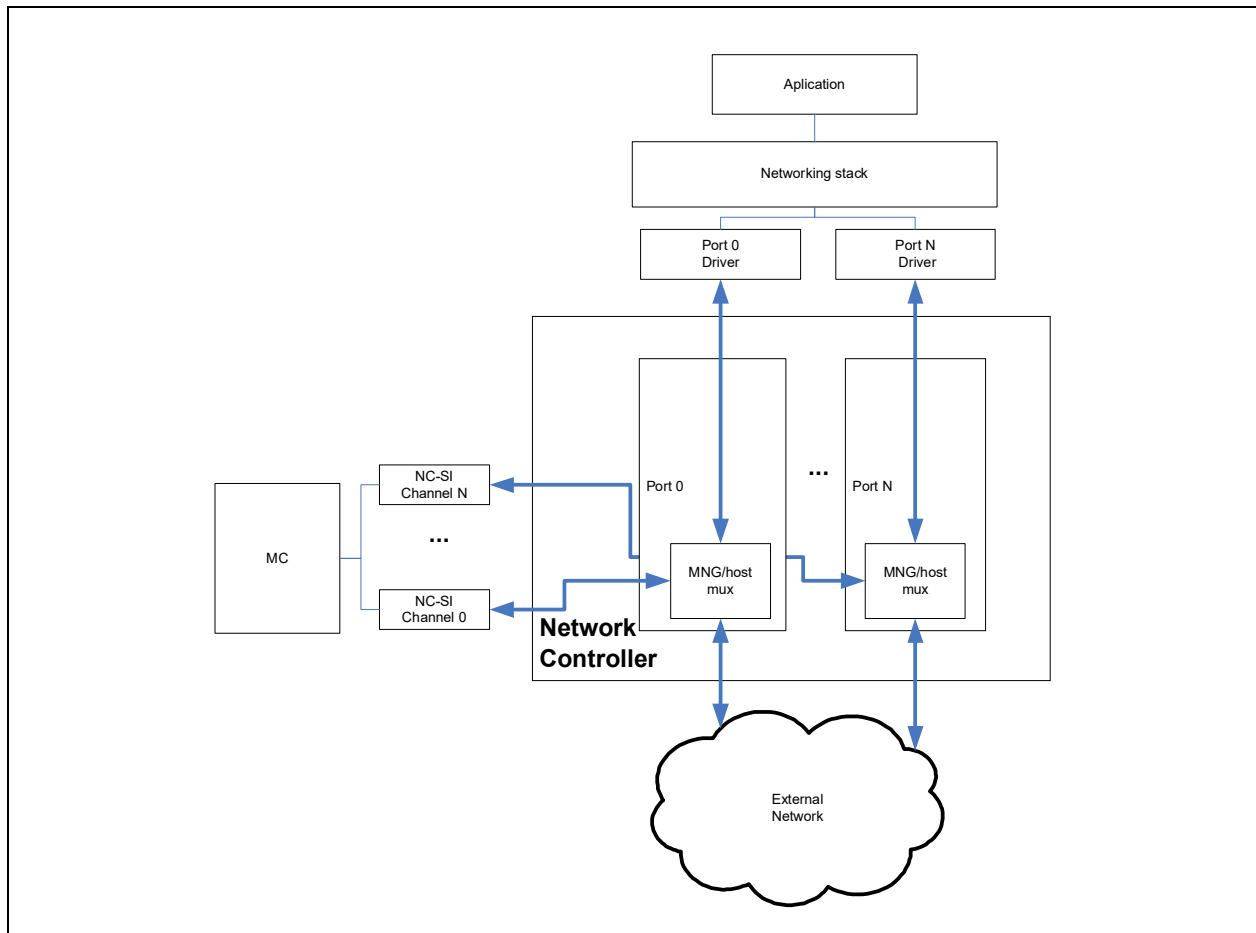 Aplication
Networking stack
Port 0
Driver
Port N
Driver
Port 0
...
Port N
NC-SI
Channel N
...
MC
NC-SI
Channel 0
MNG/host
mux
MNG/host
mux
Network
Controller
External
Network